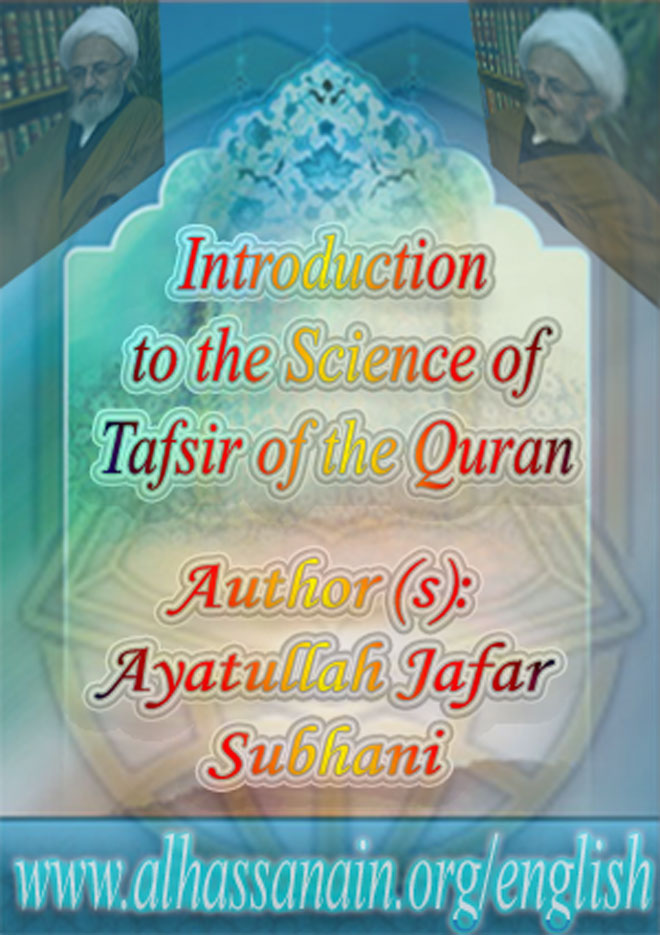 Introduction
to the Science of
Tafsir of the Quran
Author (s):
Ayatullah Jafar
Subhani
www.alhassanain.org/english